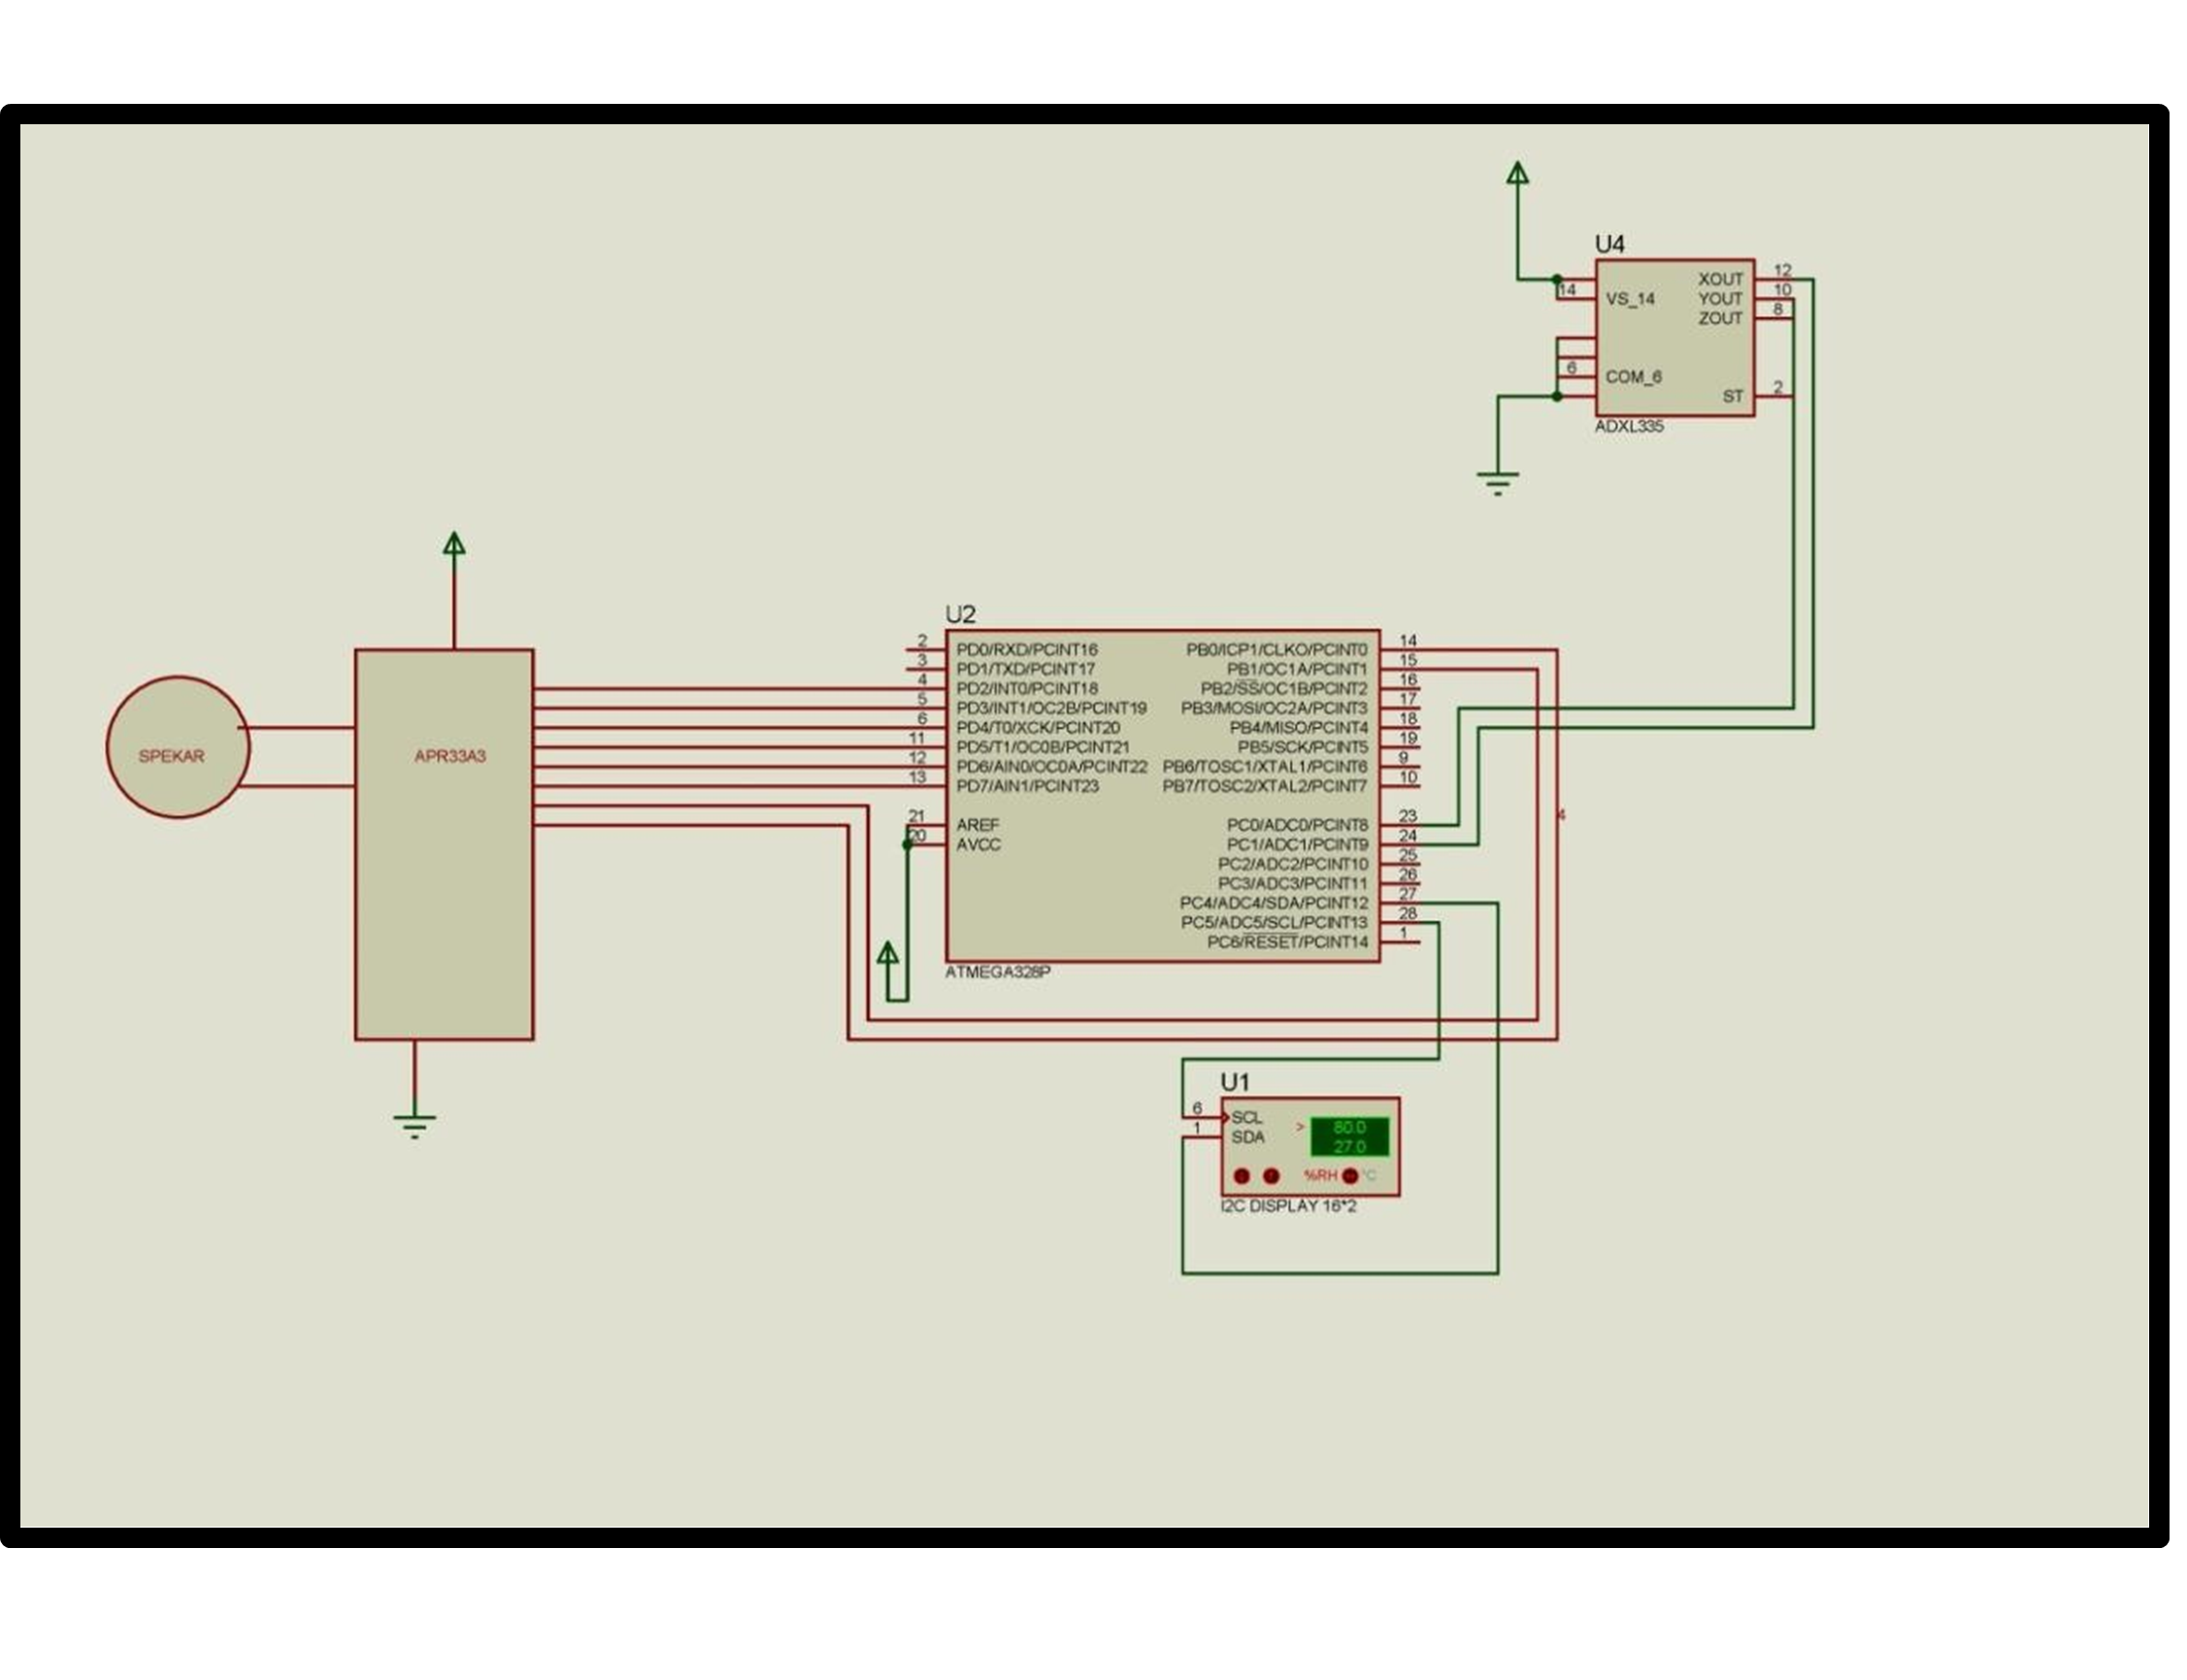 U4
14
VS_14
6
COM_6
XOUT
12
YOUT
10
ZOUT
8
ST
2
ADXL335
SPEKAR
APR33A3
U2
2
PD0/RXD/PCINT16
3
PD1/TXD/PCINT17
4
PD2/INT0/PCINT18
5
PD3/INT1/OC2B/PCINT19
6
PD4/T0/XCK/PCINT20
11
PD5/T1/OC0B/PCINT21
12
PD6/AIN0/OC0A/PCINT22
13
PD7/AIN1/PCINT23
21
AREF
20
AVCC
PB0/ICP1/CLKO/PCINT0
14
PB1/OC1A/PCINT1
15
PB2/SS/OC1B/PCINT2
16
PB3/MOSI/OC2A/PCINT3
17
PB4/MISO/PCINT4
18
PB5/SCK/PCINT5
19
PB6/TOSC1/XTAL1/PCINT6
9
PB7/TOSC2/XTAL2/PCINT7
10
PC0/ADC0/PCINT8
23
PC1/ADC1/PCINT9
24
PC2/ADC2/PCINT10
25
PC3/ADC3/PCINT11
26
PC4/ADC4/SDA/PCINT12
27
PC5/ADC5/SCL/PCINT13
28
PC6/RESET/PCINT14
1
4
ATMEGA328P
U1
6
SCL
1
SDA
>
80.0
27.0
%RH
°C
I2C DISPLAY 16*2